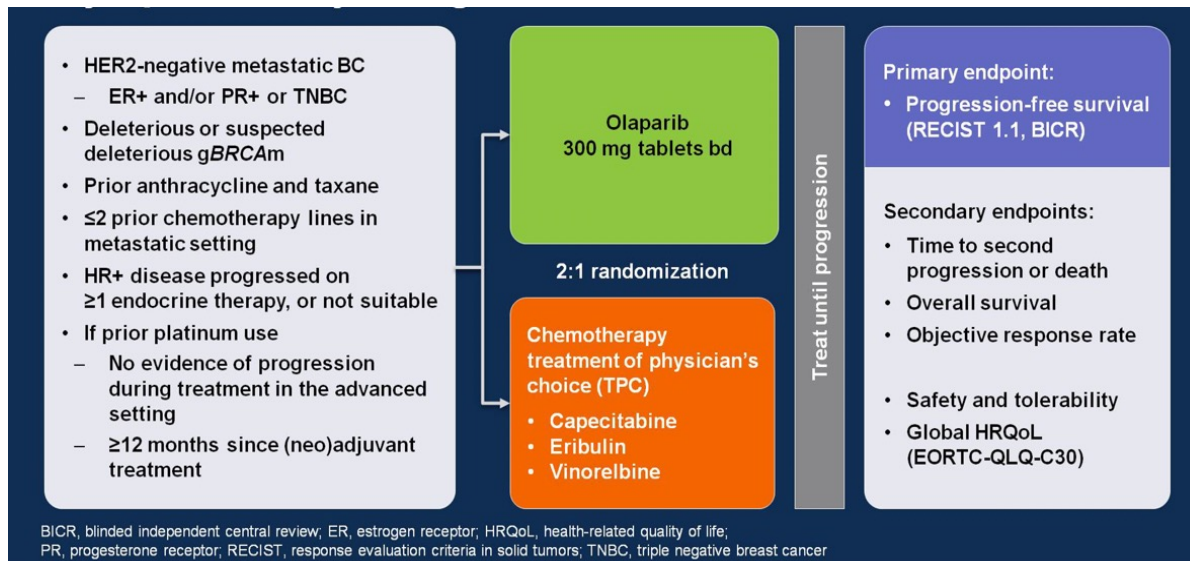 • HER2-negative metastatic BC
– ER+ and/or PR+ or TNBC
• Deleterious or suspected
deleterious gBRCAm
• Prior anthracycline and taxane
• ≤2 prior chemotherapy lines in
metastatic setting
• HR+ disease progressed on
≥1 endocrine therapy, or not suitable
• If prior platinum use
– No evidence of progression
during treatment in the advanced
setting
– ≥12 months since (neo)adjuvant
treatment
Olaparib
300 mg tablets bd
2:1 randomization
Chemotherapy
treatment of physician's
choice (TPC)
• Capecitabine
• Eribulin
• Vinorelbine
Treat until progression
Primary endpoint:
• Progression-free survival
(RECIST 1.1, BICR)
Secondary endpoints:
• Time to second
progression or death
• Overall survival
• Objective response rate
• Safety and tolerability
• Global HRQoL
(EORTC-QLQ-C30)
BICR, blinded independent central review; ER, estrogen receptor; HRQoL, health-related quality of life;
PR, progesterone receptor; RECIST, response evaluation criteria in solid tumors; TNBC, triple negative breast cancer